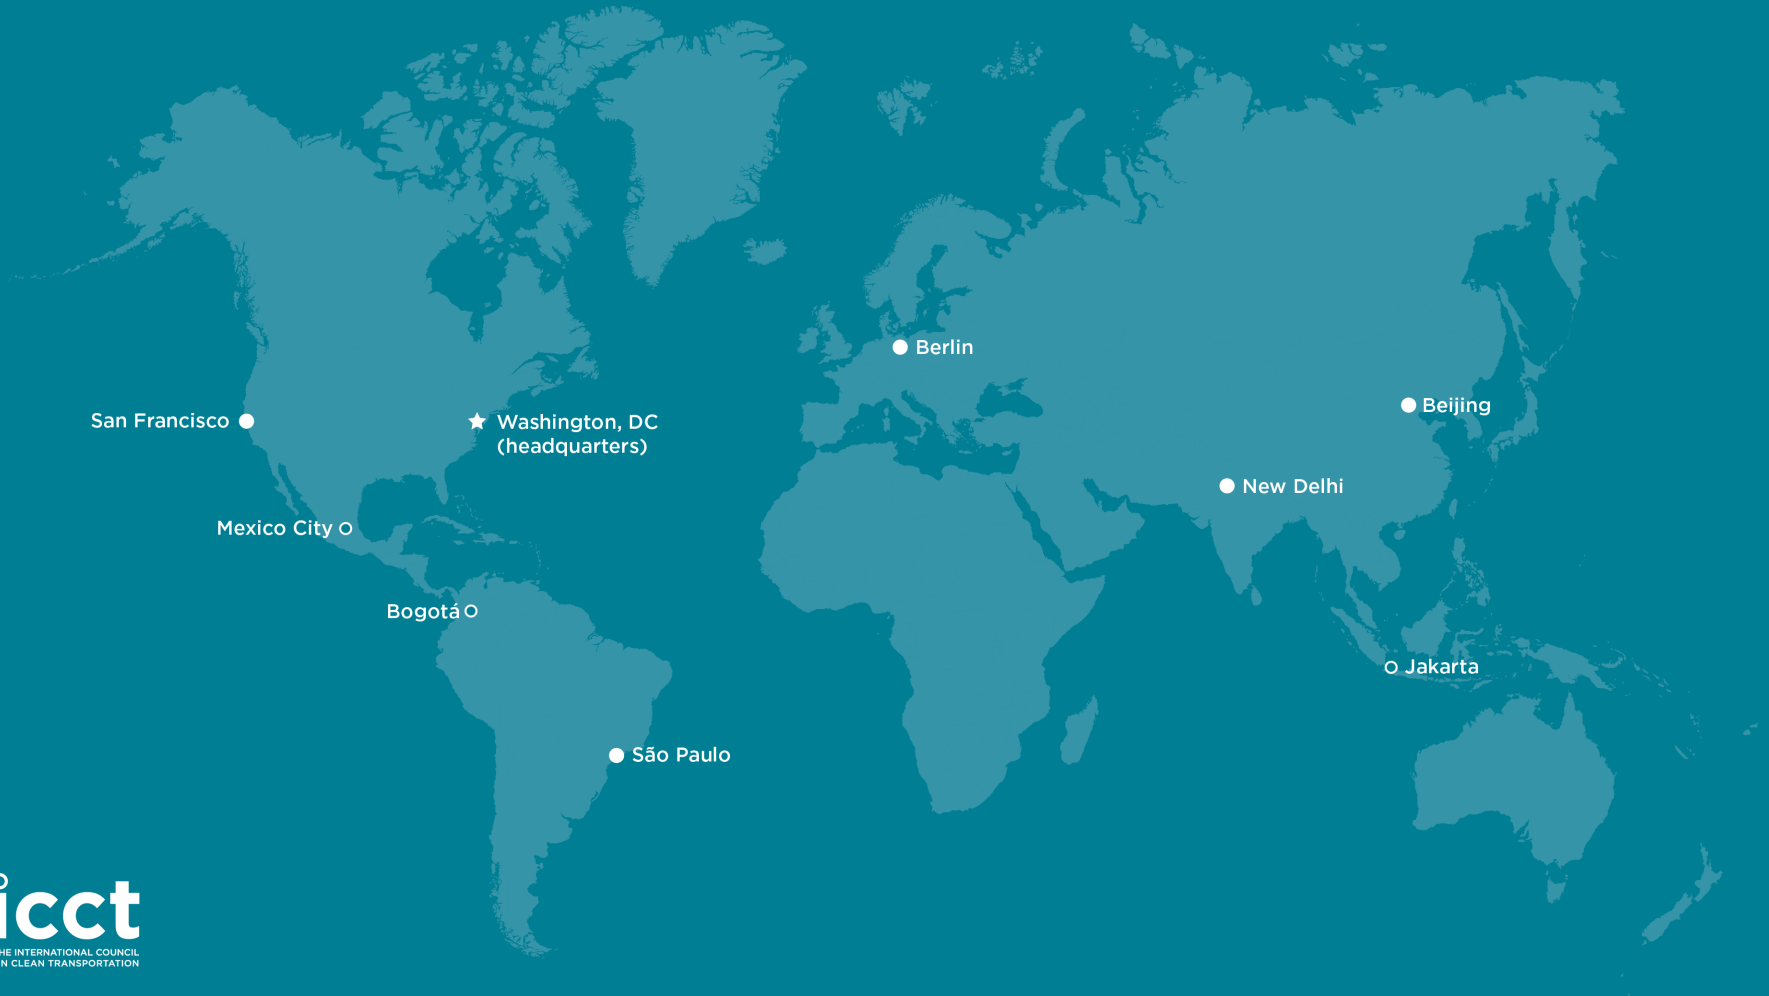 Berlin
Beijing
San Francisco
Washington, DC
(headquarters)
New Delhi
Mexico City
Bogotá
Jakarta
São Paulo
icct
HE INTERNATIONAL COUNCIL
N CLEAN TRANSPORTATION